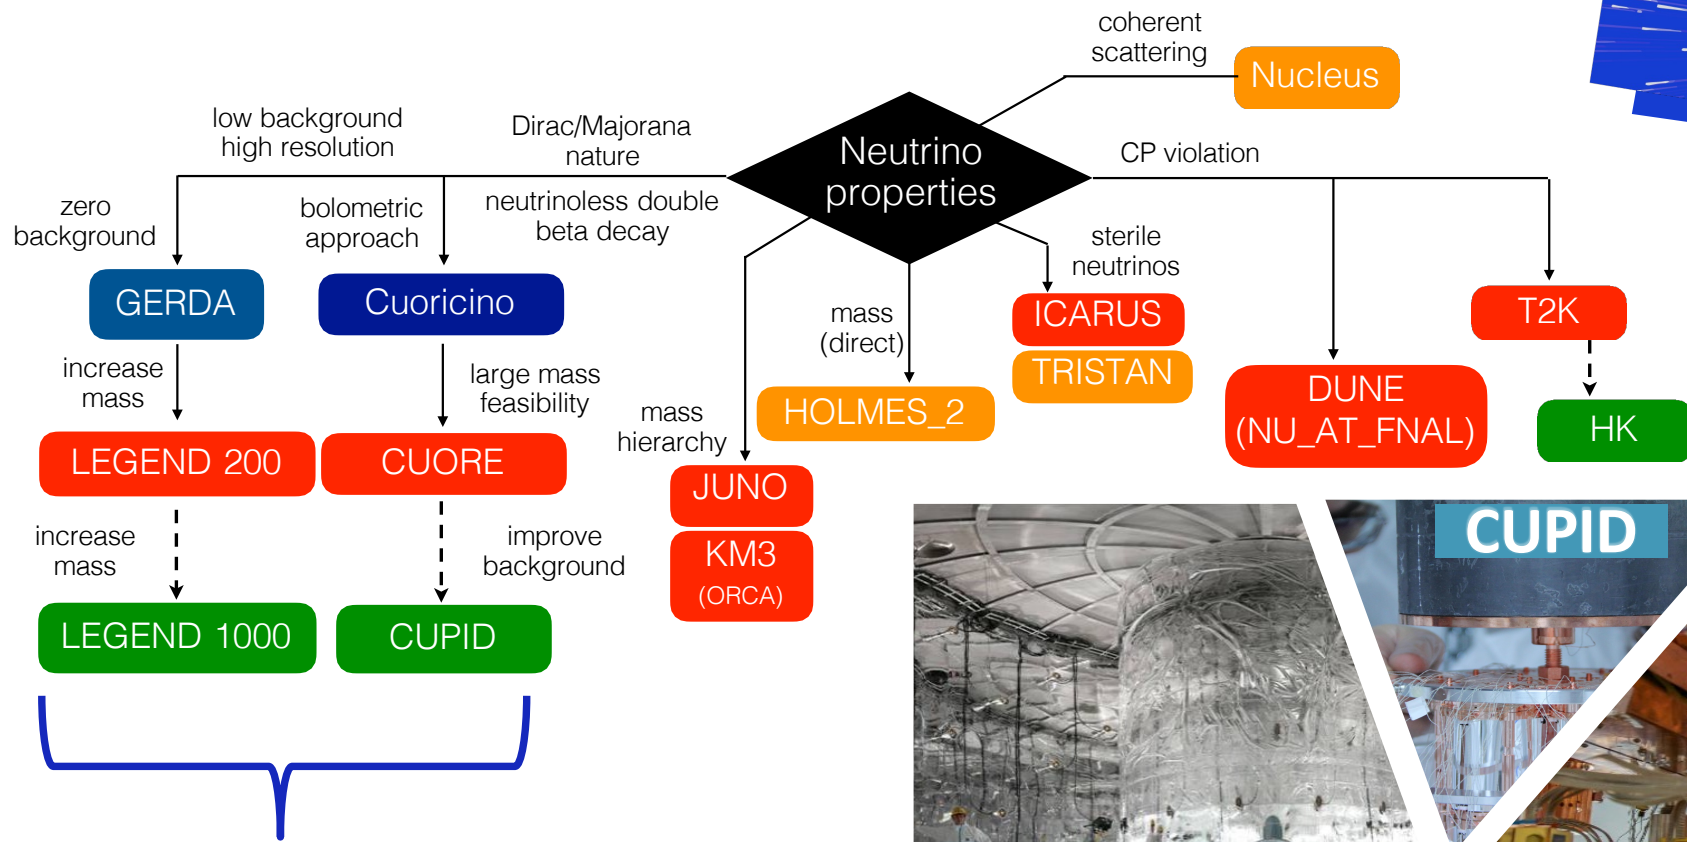 coherent
scattering
Nucleus
low background
high resolution
Dirac/Majorana
nature
Neutrino
properties
CP violation
zero
background
bolometric
approach
neutrinoless double
beta decay
sterile
neutrinos
GERDA
Cuoricino
mass
(direct)
ICARUS
TRISTAN
T2K
increase
mass
large mass
feasibility
mass
hierarchy
HOLMES_2
DUNE
(NU_AT_FNAL)
HK
LEGEND 200
CUORE
JUNO
KM3
(ORCA)
increase
mass
improve
background
CUPID
LEGEND 1000
CUPID